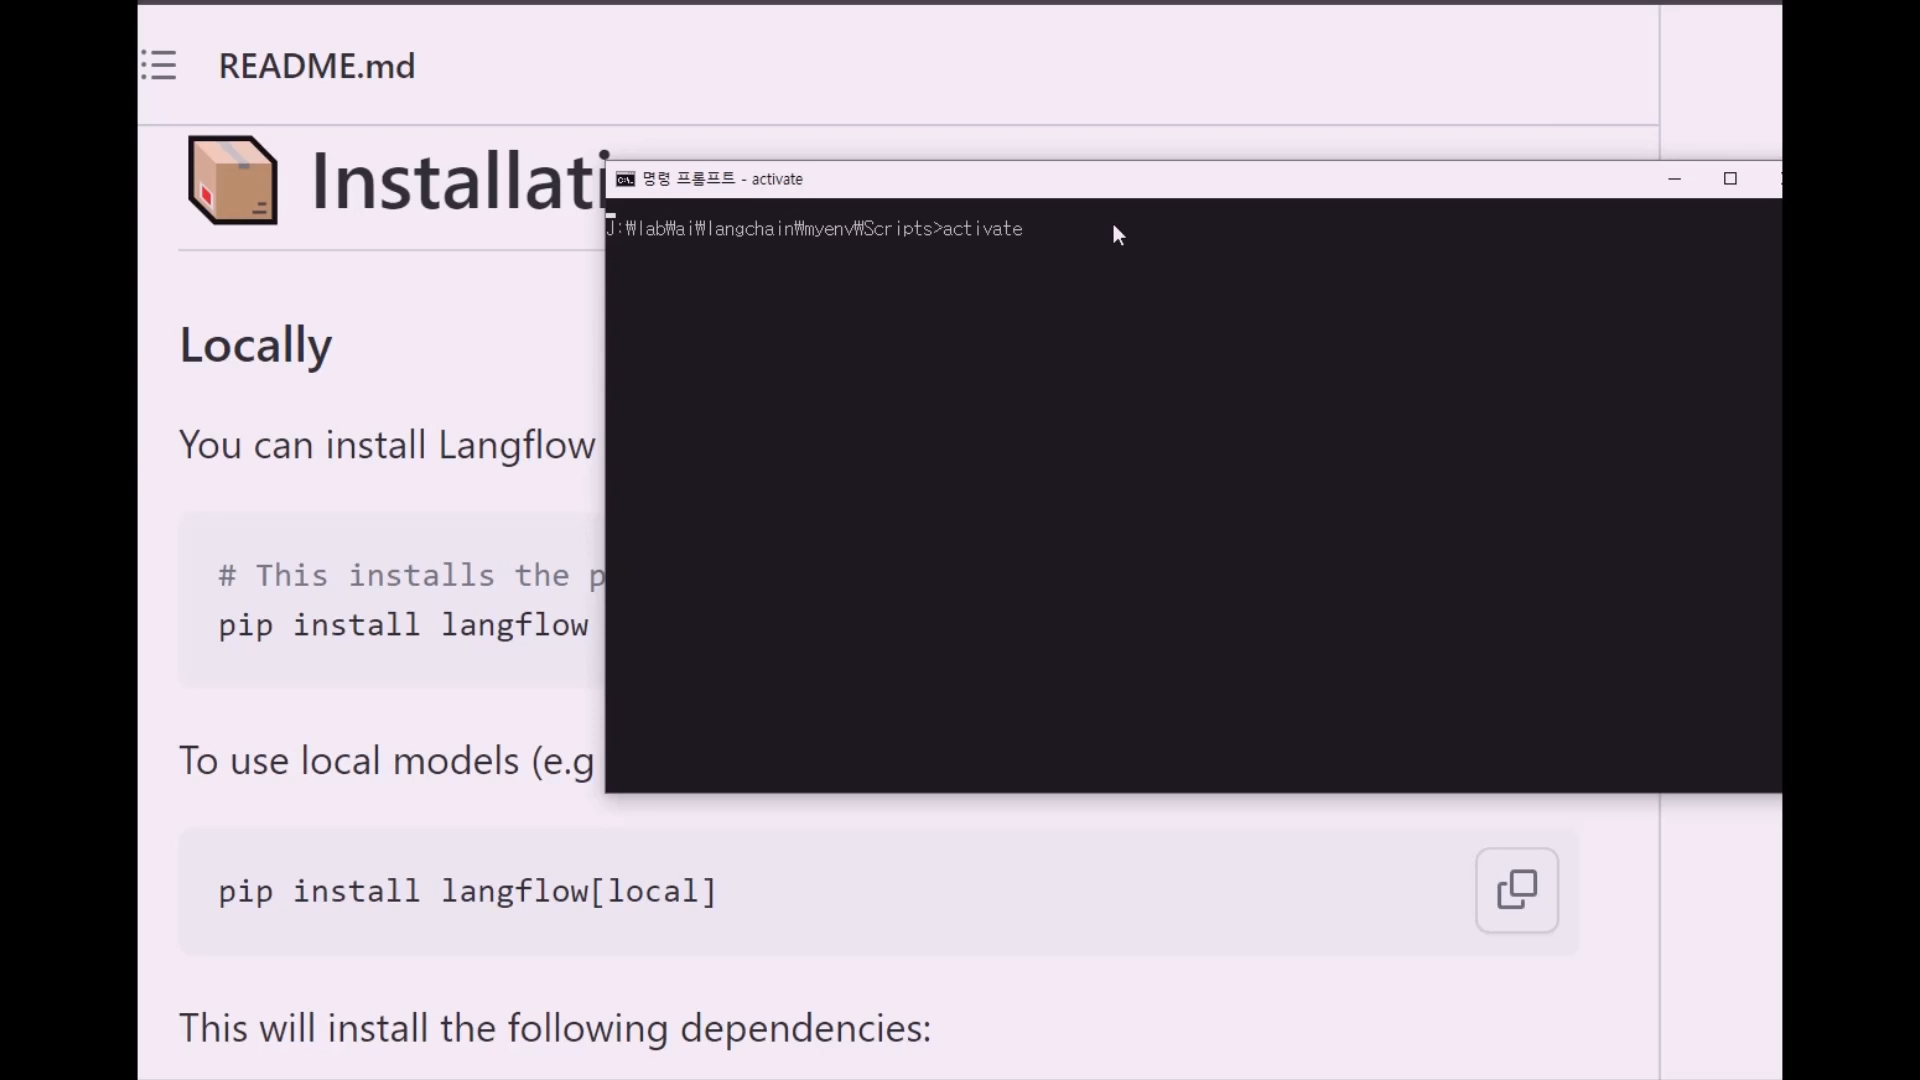 README.md
Installati
명령 프롬프트 - activate
J:₩lab₩ai₩langchain₩myenv₩Scripts>activate
Locally
You can install Langflow
# This installs the p
pip install langflow
To use local models (e.g
pip install langflow[local]
This will install the following dependencies: